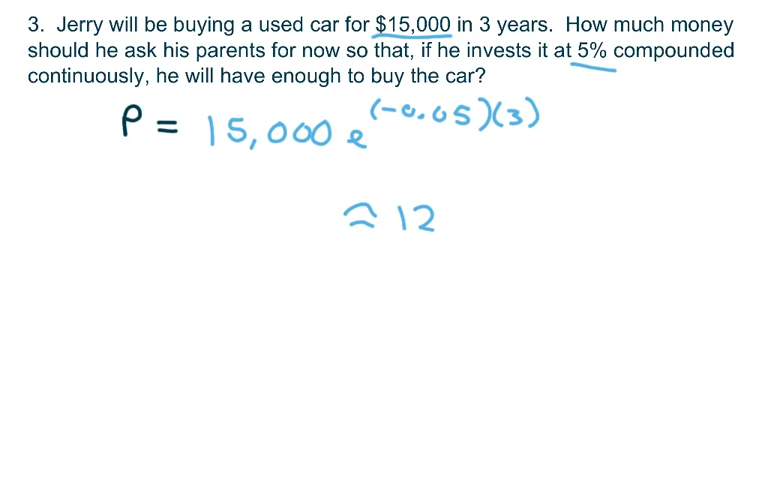 3. Jerry will be buying a used car for $15,000 in 3 years. How much money
should he ask his parents for now so that, if he invests it at 5% compounded
continuously, he will have enough to buy the car?
P = 15,000 e^(-0.05)(3)
≈ 12